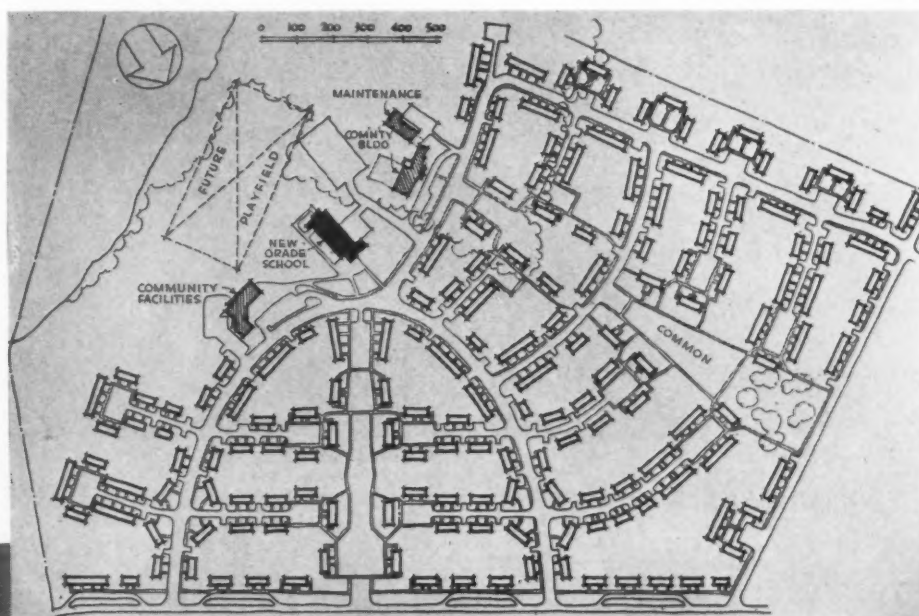 0 100 200 300 400 500
MAINTENANCE
COMNTY
BLDG
FUTURE
PLAYFIELD
NEW
GRADE
SCHOOL
COMMUNITY
FACILITIES
COMMON